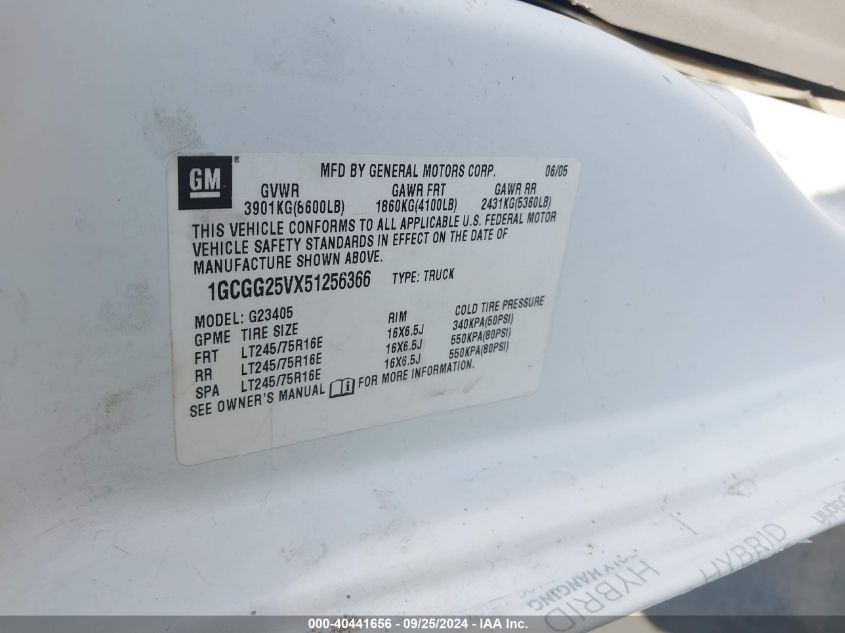 GM®
MFD BY GENERAL MOTORS CORP. 06/05
GVWR GAWR FRT GAWR RR
3901KG(8600LB) 1860KG(4100LB) 2431KG(5360LB)
THIS VEHICLE CONFORMS TO ALL APPLICABLE U.S. FEDERAL MOTOR
VEHICLE SAFETY STANDARDS IN EFFECT ON THE DATE OF
MANUFACTURE SHOWN ABOVE.
1GCGG25VX51256366 TYPE: TRUCK
MODEL: G23405
GPME TIRE SIZE RIM COLD TIRE PRESSURE
FRT LT245/75R16E 16X6.5J 340KPA(50PSI)
RR LT245/75R16E 16X6.5J 550KPA(80PSI)
SPA LT245/75R16E 16X6.5J 550KPA(80PSI)
SEE OWNER'S MANUAL FOR MORE INFORMATION.
HANGING
HYBRID
HYBRID
000-40441656 - 09/25/2024 - IAA Inc.